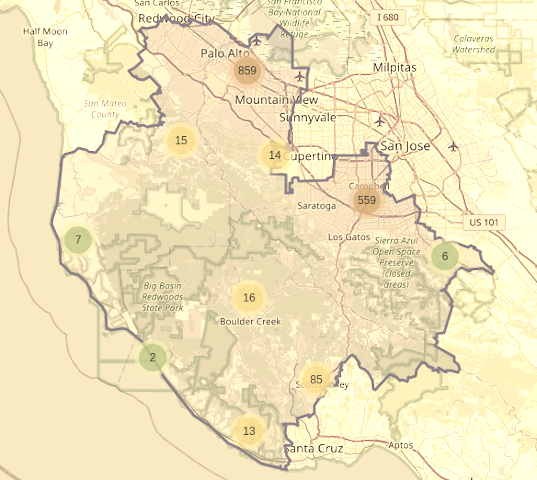 San Carlos
Redwood City
San Francisco
Bay National
Wildlife
Refuge
I 680
Half Moon
Bay
Palo Alto
Calaveras
Watershed
859
Milpitas
Mountain View
San Mateo
County
Sunnyvale
15
14
Cupertino
San Jose
Campbell
559
Saratoga
US 101
7
Los Gatos
Sierra Azul
Open Space
Preserve
(closed
areas)
6
Big Basin
Redwoods
State Park
16
Boulder Creek
2
85
13
Santa Cruz
Aptos